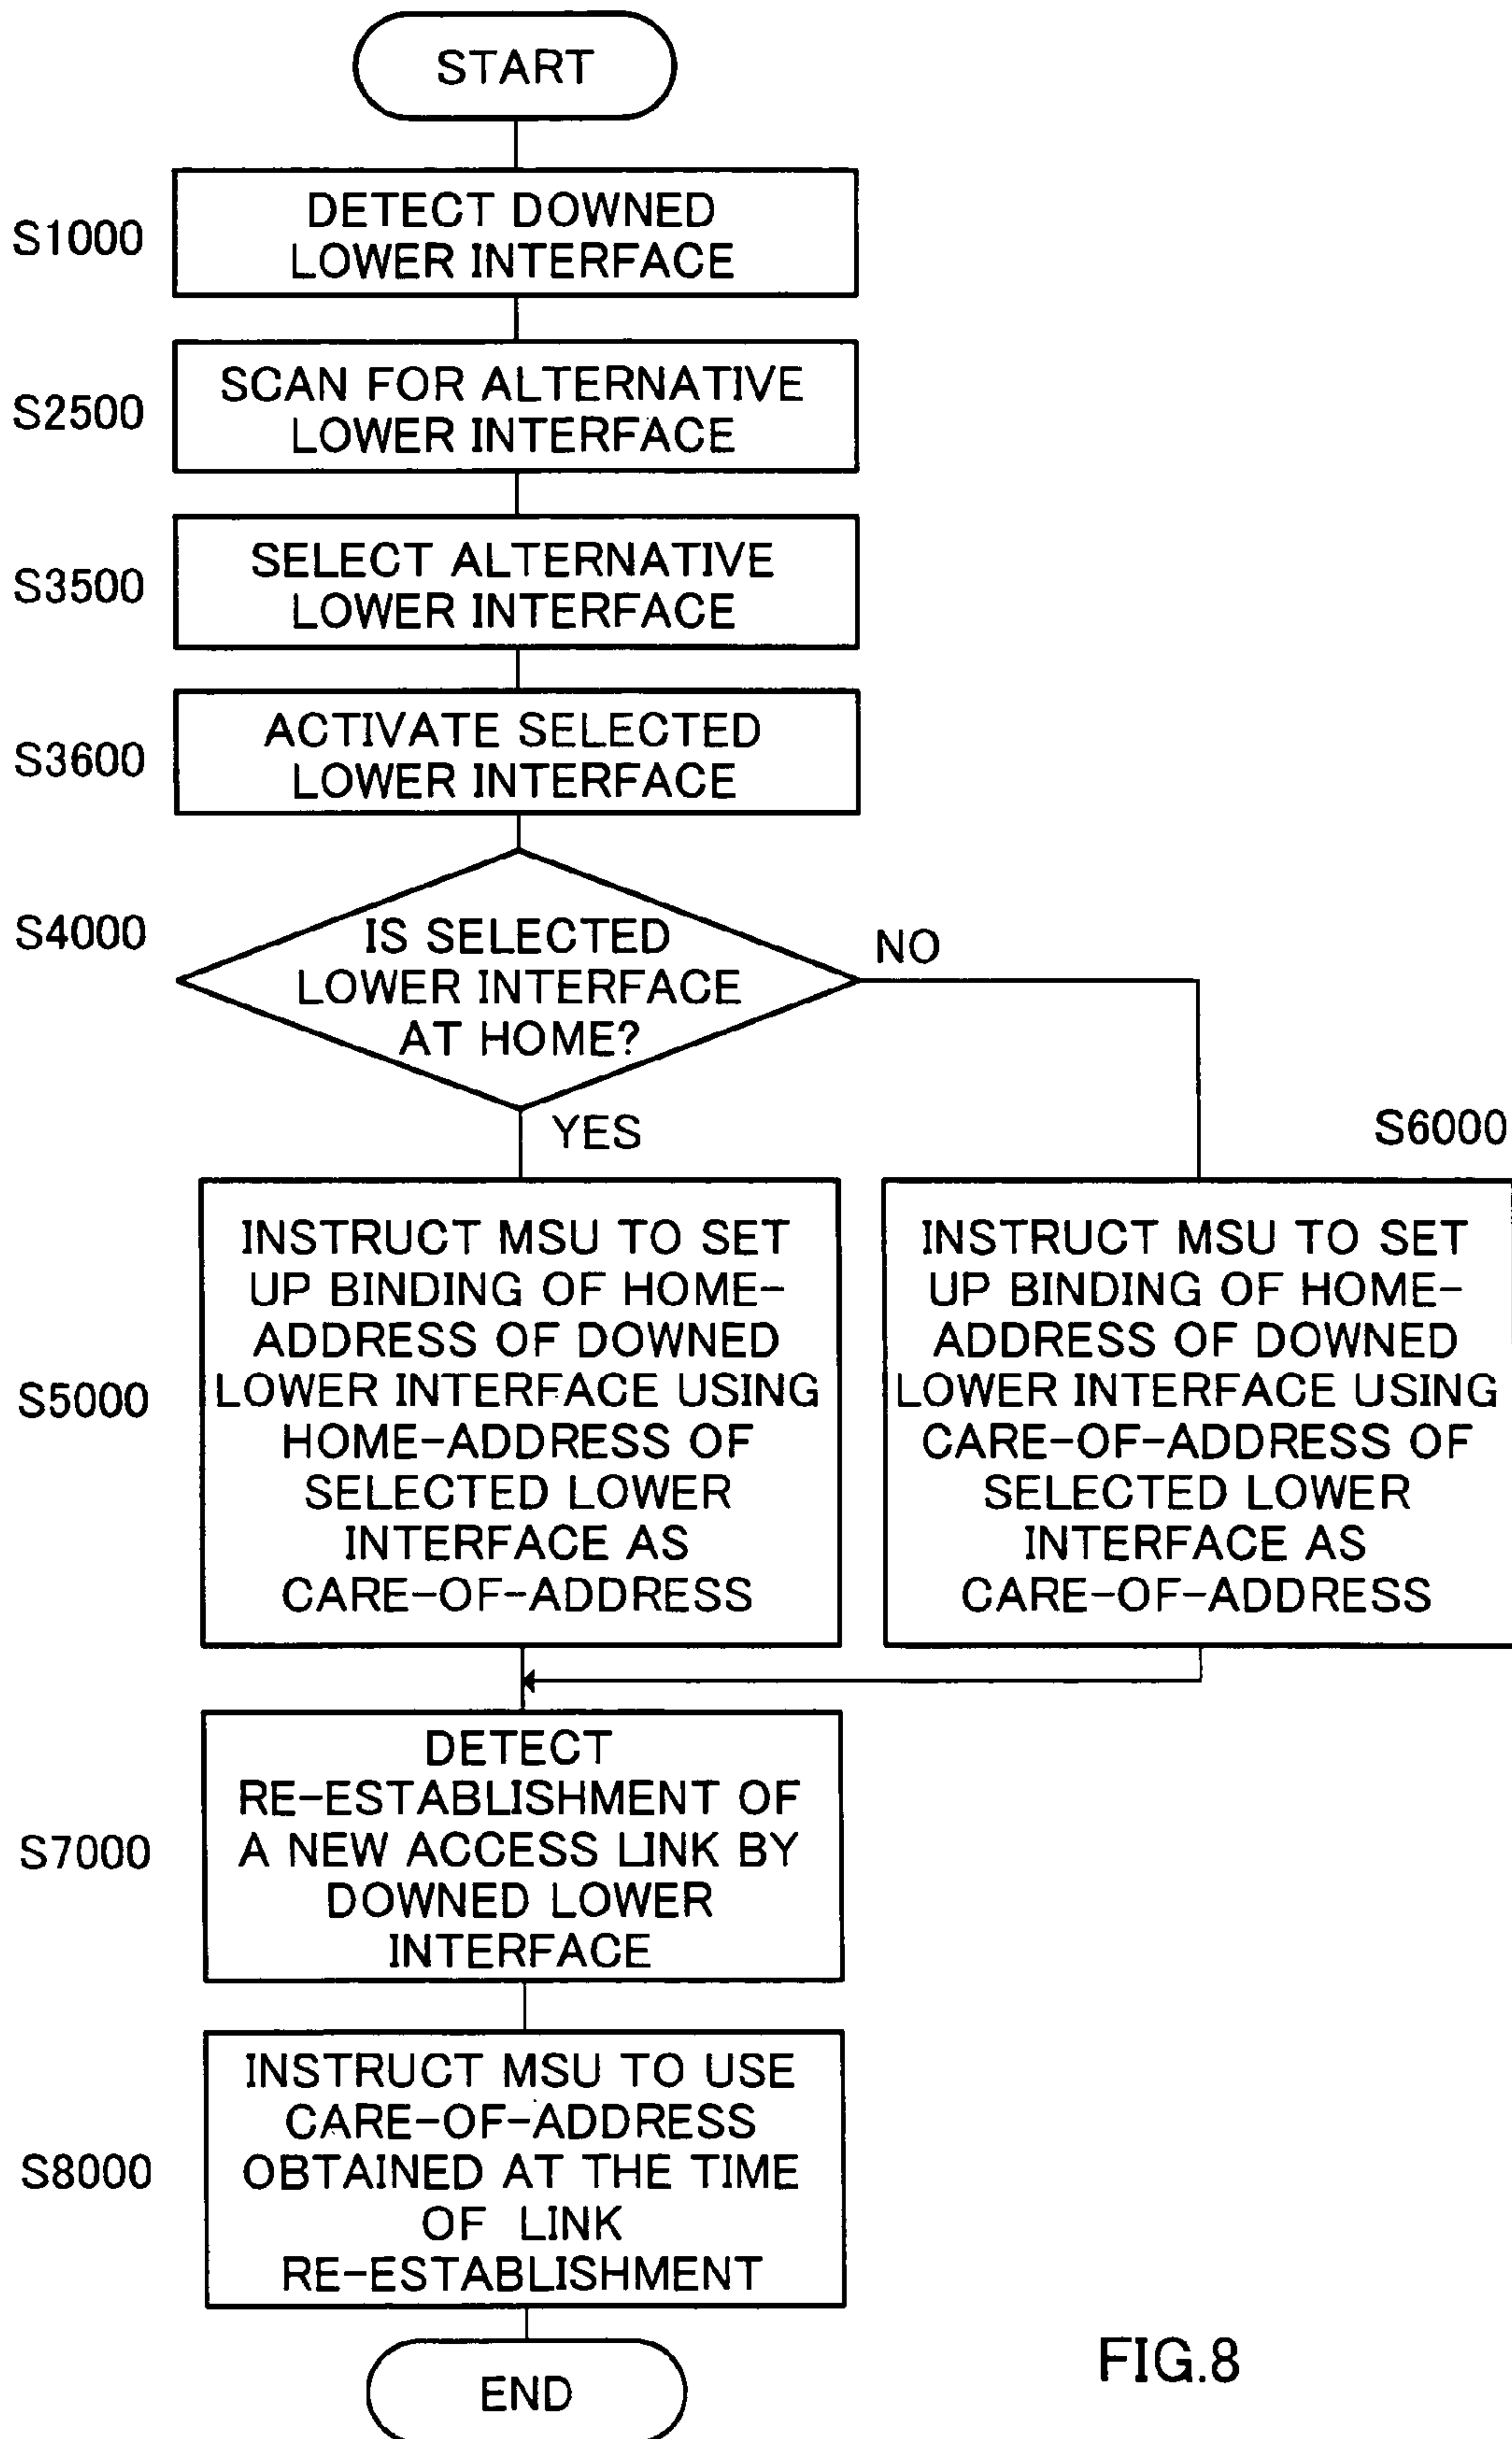 START
S1000
DETECT DOWNED
LOWER INTERFACE
S2500
SCAN FOR ALTERNATIVE
LOWER INTERFACE
S3500
SELECT ALTERNATIVE
LOWER INTERFACE
S3600
ACTIVATE SELECTED
LOWER INTERFACE
S4000
IS SELECTED
LOWER INTERFACE
AT HOME?
NO
YES
S5000
INSTRUCT MSU TO SET
UP BINDING OF HOME-
ADDRESS OF DOWNED
LOWER INTERFACE USING
HOME-ADDRESS OF
SELECTED LOWER
INTERFACE AS
CARE-OF-ADDRESS
S6000
INSTRUCT MSU TO SET
UP BINDING OF HOME-
ADDRESS OF DOWNED
LOWER INTERFACE USING
CARE-OF-ADDRESS OF
SELECTED LOWER
INTERFACE AS
CARE-OF-ADDRESS
S7000
DETECT
RE-ESTABLISHMENT OF
A NEW ACCESS LINK BY
DOWNED LOWER
INTERFACE
S8000
INSTRUCT MSU TO USE
CARE-OF-ADDRESS
OBTAINED AT THE TIME
OF LINK
RE-ESTABLISHMENT
END
FIG.8